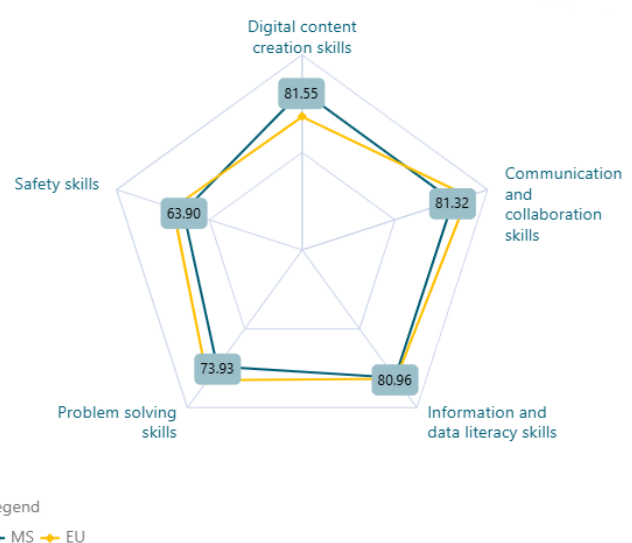 Digital content
creation skills
81.55
Communication
and
collaboration
skills
Safety skills
63.90
81.32
73.93
80.96
Problem solving
skills
Information and
data literacy skills
egend
MS EU